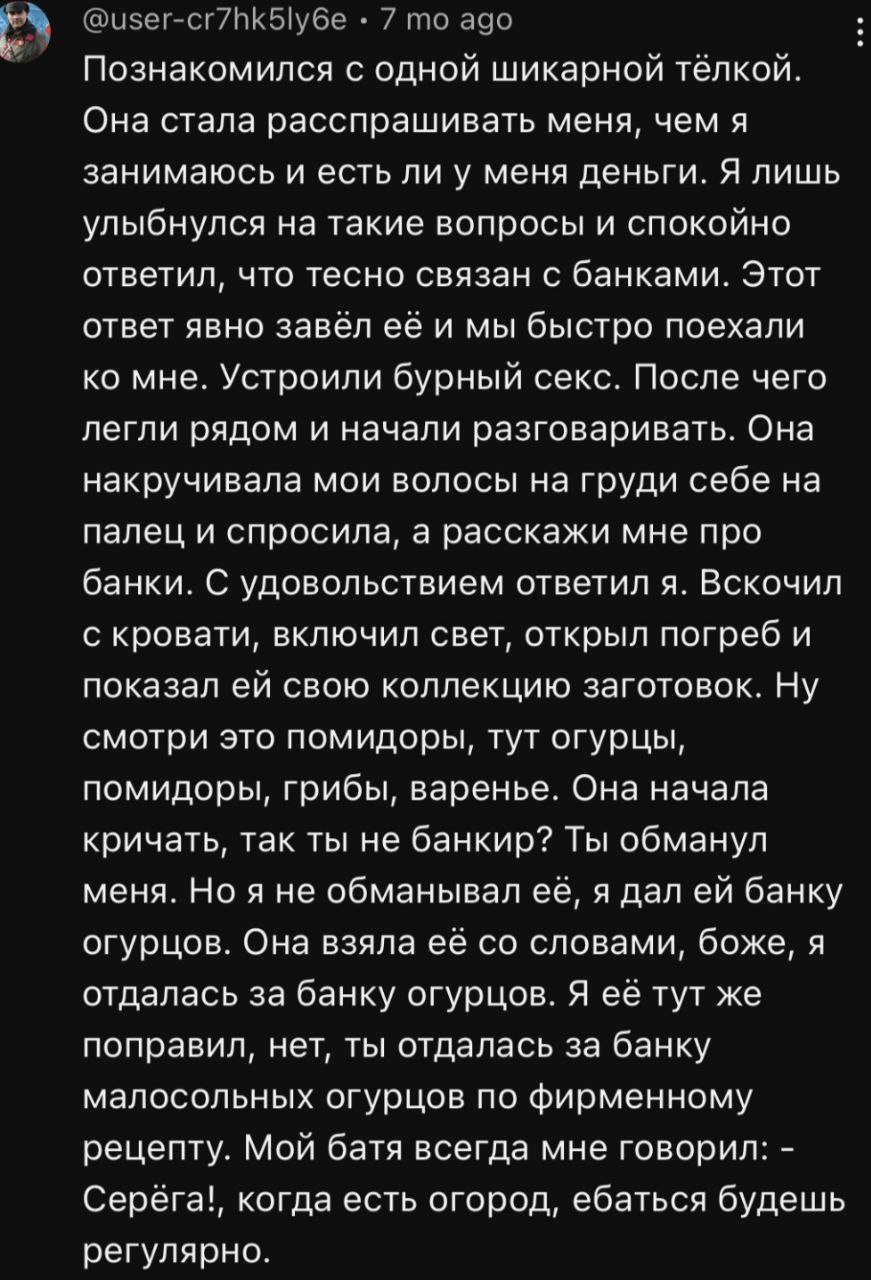 @user-cr7hk5ly6e • 7 mo ago
Познакомился с одной шикарной тёлкой.
Она стала расспрашивать меня, чем я
занимаюсь и есть ли у меня деньги. Я лишь
улыбнулся на такие вопросы и спокойно
ответил, что тесно связан с банками. Этот
ответ явно завёл её и мы быстро поехали
ко мне. Устроили бурный секс. После чего
легли рядом и начали разговаривать. Она
накручивала мои волосы на груди себе на
палец и спросила, а расскажи мне про
банки. С удовольствием ответил я. Вскочил
с кровати, включил свет, открыл погреб и
показал ей свою коллекцию заготовок. Ну
смотри это помидоры, тут огурцы,
помидоры, грибы, варенье. Она начала
кричать, так ты не банкир? Ты обманул
меня. Но я не обманывал её, я дал ей банку
огурцов. Она взяла её со словами, боже, я
отдалась за банку огурцов. Я её тут же
поправил, нет, ты отдалась за банку
малосольных огурцов по фирменному
рецепту. Мой батя всегда мне говорил: -
Серёга!, когда есть огород, ебаться будешь
регулярно.